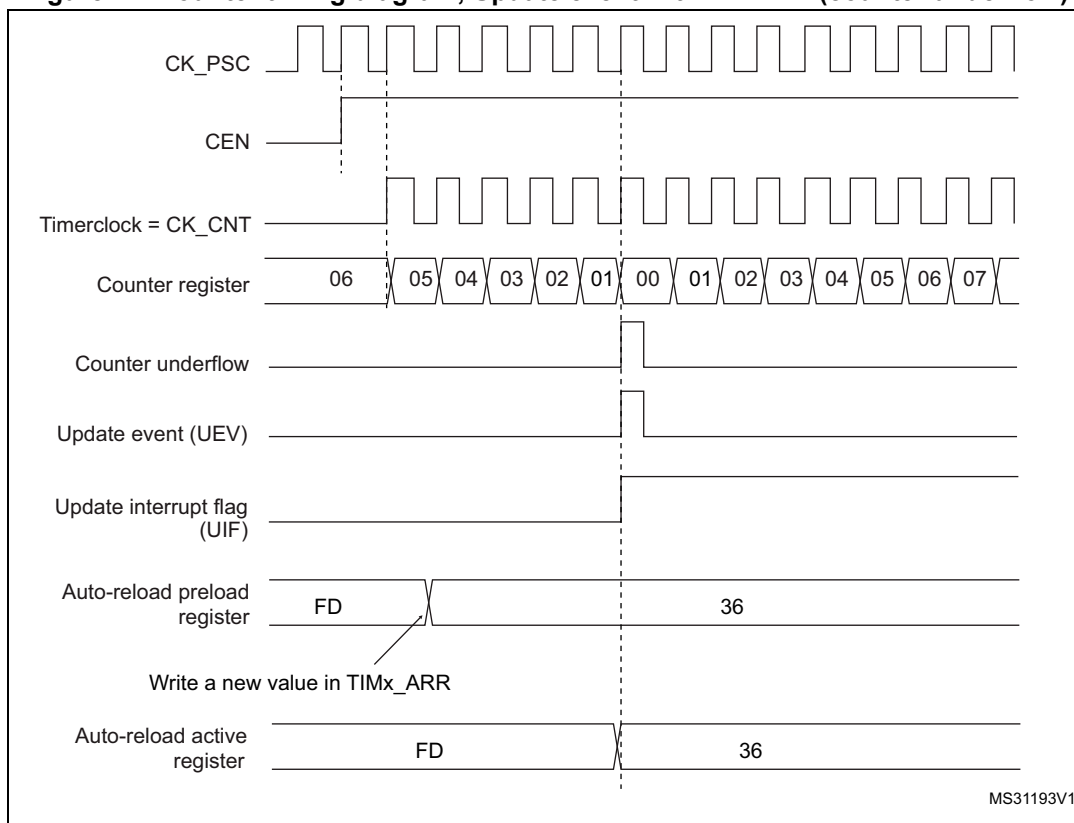 CK_PSC
CEN
Timerclock = CK_CNT
Counter register
06 05 04 03 02 01 00 01 02 03 04 05 06 07
Counter underflow
Update event (UEV)
Update interrupt flag
(UIF)
Auto-reload preload
register
FD 36
Write a new value in TIMx_ARR
Auto-reload active
register
FD 36
MS31193V1